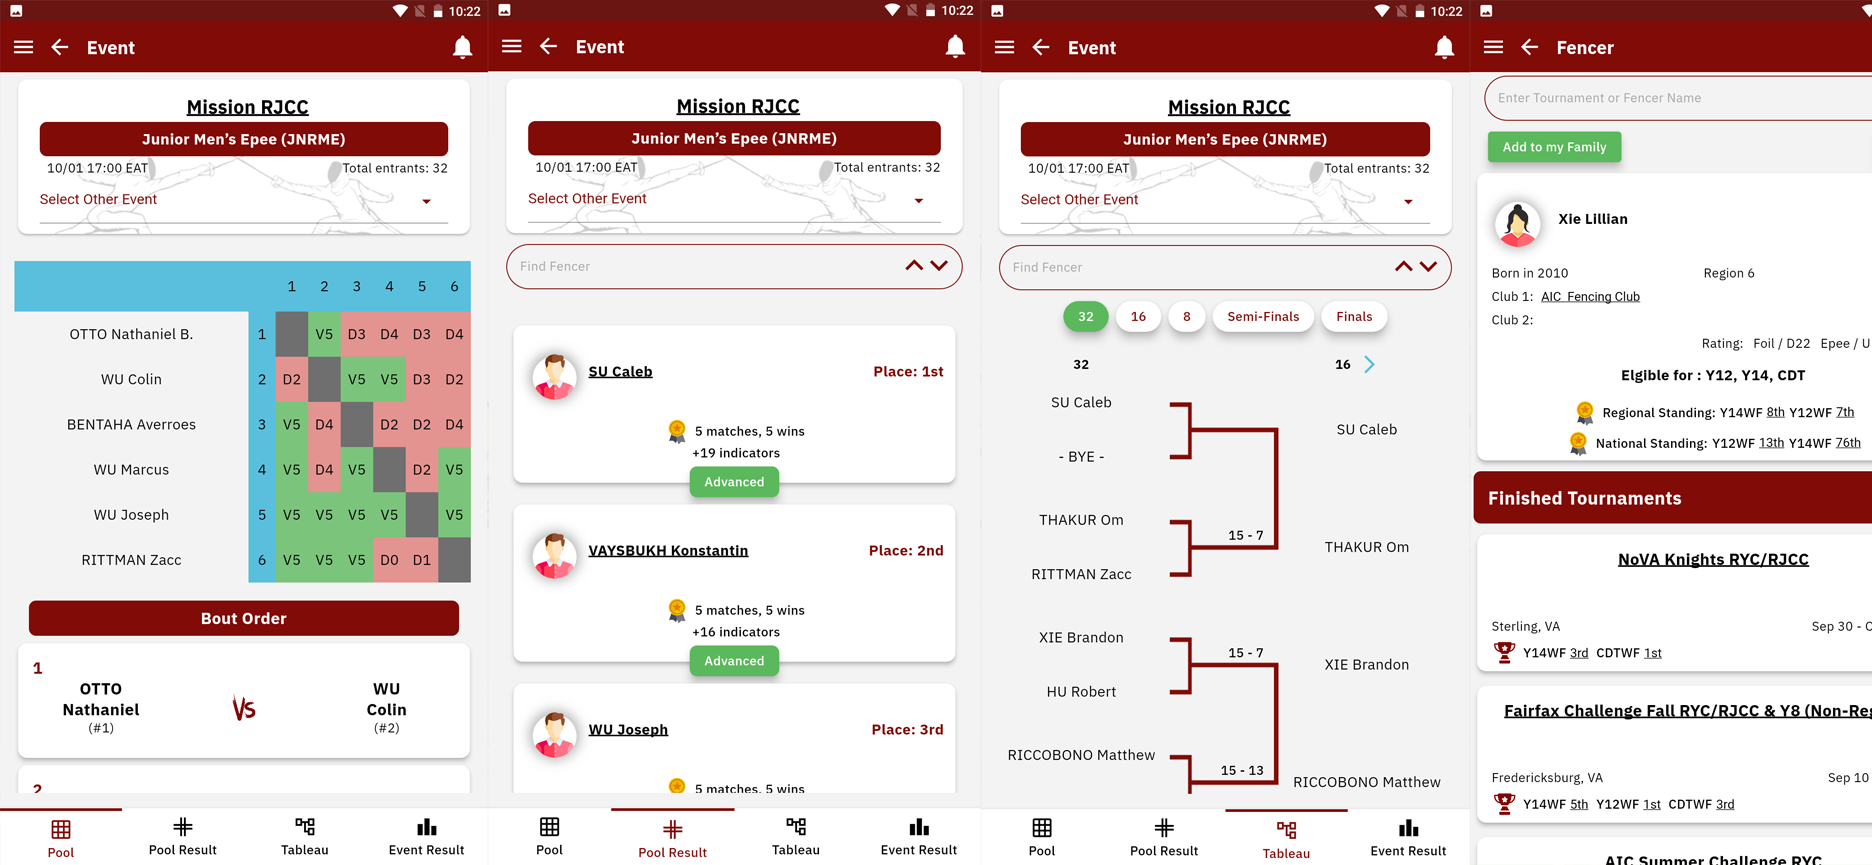 10:22
Event
Mission RJCC
Junior Men's Epee (JNRME)
10/01 17:00 EAT Total entrants: 32
Select Other Event
1 2 3 4 5 6
OTTO Nathaniel B. 1 V5 D3 D4 D3 D4
WU Colin 2 D2 V5 V5 D3 D2
BENTAHA Averroes 3 V5 D4 D2 D2 D4
WU Marcus 4 V5 D4 V5 D2 V5
WU Joseph 5 V5 V5 V5 V5 V5
RITTMAN Zacc 6 V5 V5 V5 D0 D1
Bout Order
1
OTTO Nathaniel (#1) VS WU Colin (#2)
2
Pool Pool Result Tableau Event Result
10:22
Event
Mission RJCC
Junior Men's Epee (JNRME)
10/01 17:00 EAT Total entrants: 32
Select Other Event
Find Fencer
SU Caleb Place: 1st
5 matches, 5 wins
+19 indicators
Advanced
VAYSBUKH Konstantin Place: 2nd
5 matches, 5 wins
+16 indicators
Advanced
WU Joseph Place: 3rd
5 matches, 5 wins
Pool Pool Result Tableau Event Result
10:22
Event
Mission RJCC
Junior Men's Epee (JNRME)
10/01 17:00 EAT Total entrants: 32
Select Other Event
Find Fencer
32 16 8 Semi-Finals Finals
32 16
SU Caleb
SU Caleb
- BYE -
THAKUR Om
15 - 7
THAKUR Om
RITTMAN Zacc
XIE Brandon
15 - 7
XIE Brandon
HU Robert
RICCOBONO Matthew
15 - 13
RICCOBONO Matthew
Pool Pool Result Tableau Event Result
Fencer
Enter Tournament or Fencer Name
Add to my Family
Xie Lillian
Born in 2010 Region 6
Club 1: AIC Fencing Club
Club 2:
Rating: Foil / D22 Epee / U
Elgible for : Y12, Y14, CDT
Regional Standing: Y14WF 8th Y12WF 7th
National Standing: Y12WF 13th Y14WF 76th
Finished Tournaments
NoVA Knights RYC/RJCC
Sterling, VA Sep 30 -
Y14WF 3rd CDTWF 1st
Fairfax Challenge Fall RYC/RJCC & Y8 (Non-Re
Fredericksburg, VA Sep 10
Y14WF 5th Y12WF 1st CDTWF 3rd
AIC Summer Challenge RYC